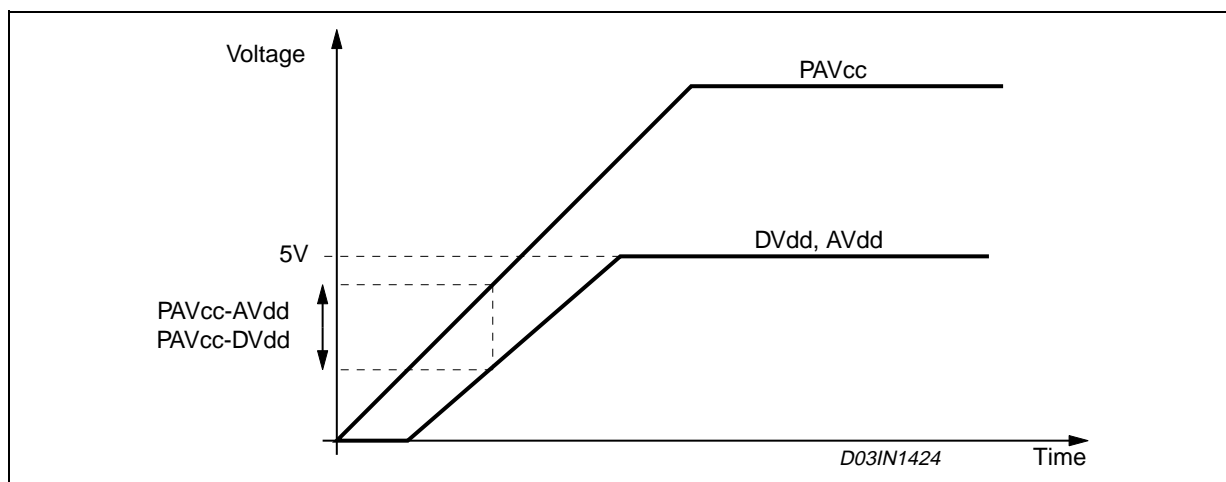 Voltage
PAVcc
5V
DVdd, AVdd
PAVcc-AVdd
PAVcc-DVdd
D03IN1424
Time